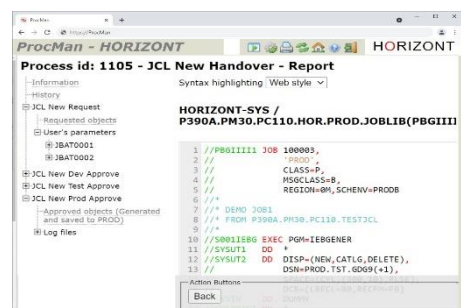 ProcMan
https://ProcMan
ProcMan - HORIZONT
HORIZONT
Process id: 1105 - JCL New Handover - Report
Information
History
JCL New Request
Requested objects
User's parameters
JBAT0001
JBAT0002
JCL New Dev Approve
JCL New Test Approve
JCL New Prod Approve
Approved objects (Generated
and saved to PROD)
Log files
Syntax highlighting Web style
HORIZONT-SYS /
P390A.PM30.PC110.HOR.PROD.JOBLIB(PBGIII1
1 //PBGIIII1 JOB 100003,
2 // 'PROD',
3 // CLASS=P,
4 // MSGCLASS=B,
5 // REGION=0M,SCHENV=PRODB
6 //*
7 //* DEMO JOB1
8 //* FROM P390A.PM30.PC110.TESTJCL
9 //*
10 //S001IEBG EXEC PGM=IEBGENER
11 //SYSUT1 DD *
12 //SYSUT2 DD DISP=(NEW,CATLG,DELETE),
13 // DSN=PROD.TST.GDG9(+1),
Action Buttons
Back